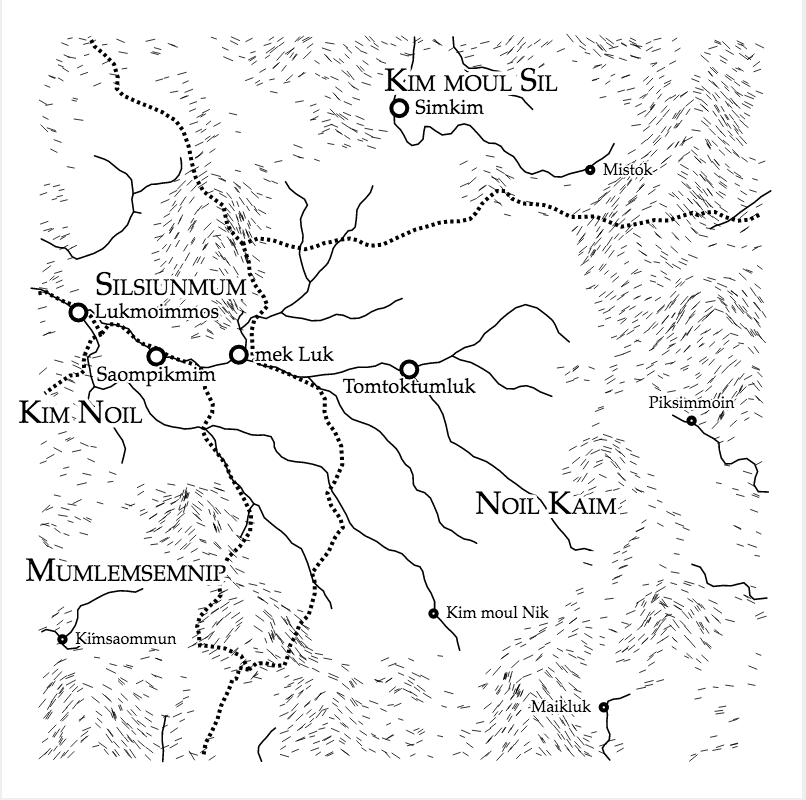 KIM MOUL SIL
Simkim
Mistok
SILSIUNMUM
Lukmoimmos
mek Luk
Saompikmim
Tomtoktumluk
Piksimmoin
KIM NOIL
NOIL KAIM
MUMLEMSEMNIP
Kim moul Nik
Kimsaommun
Maikluk